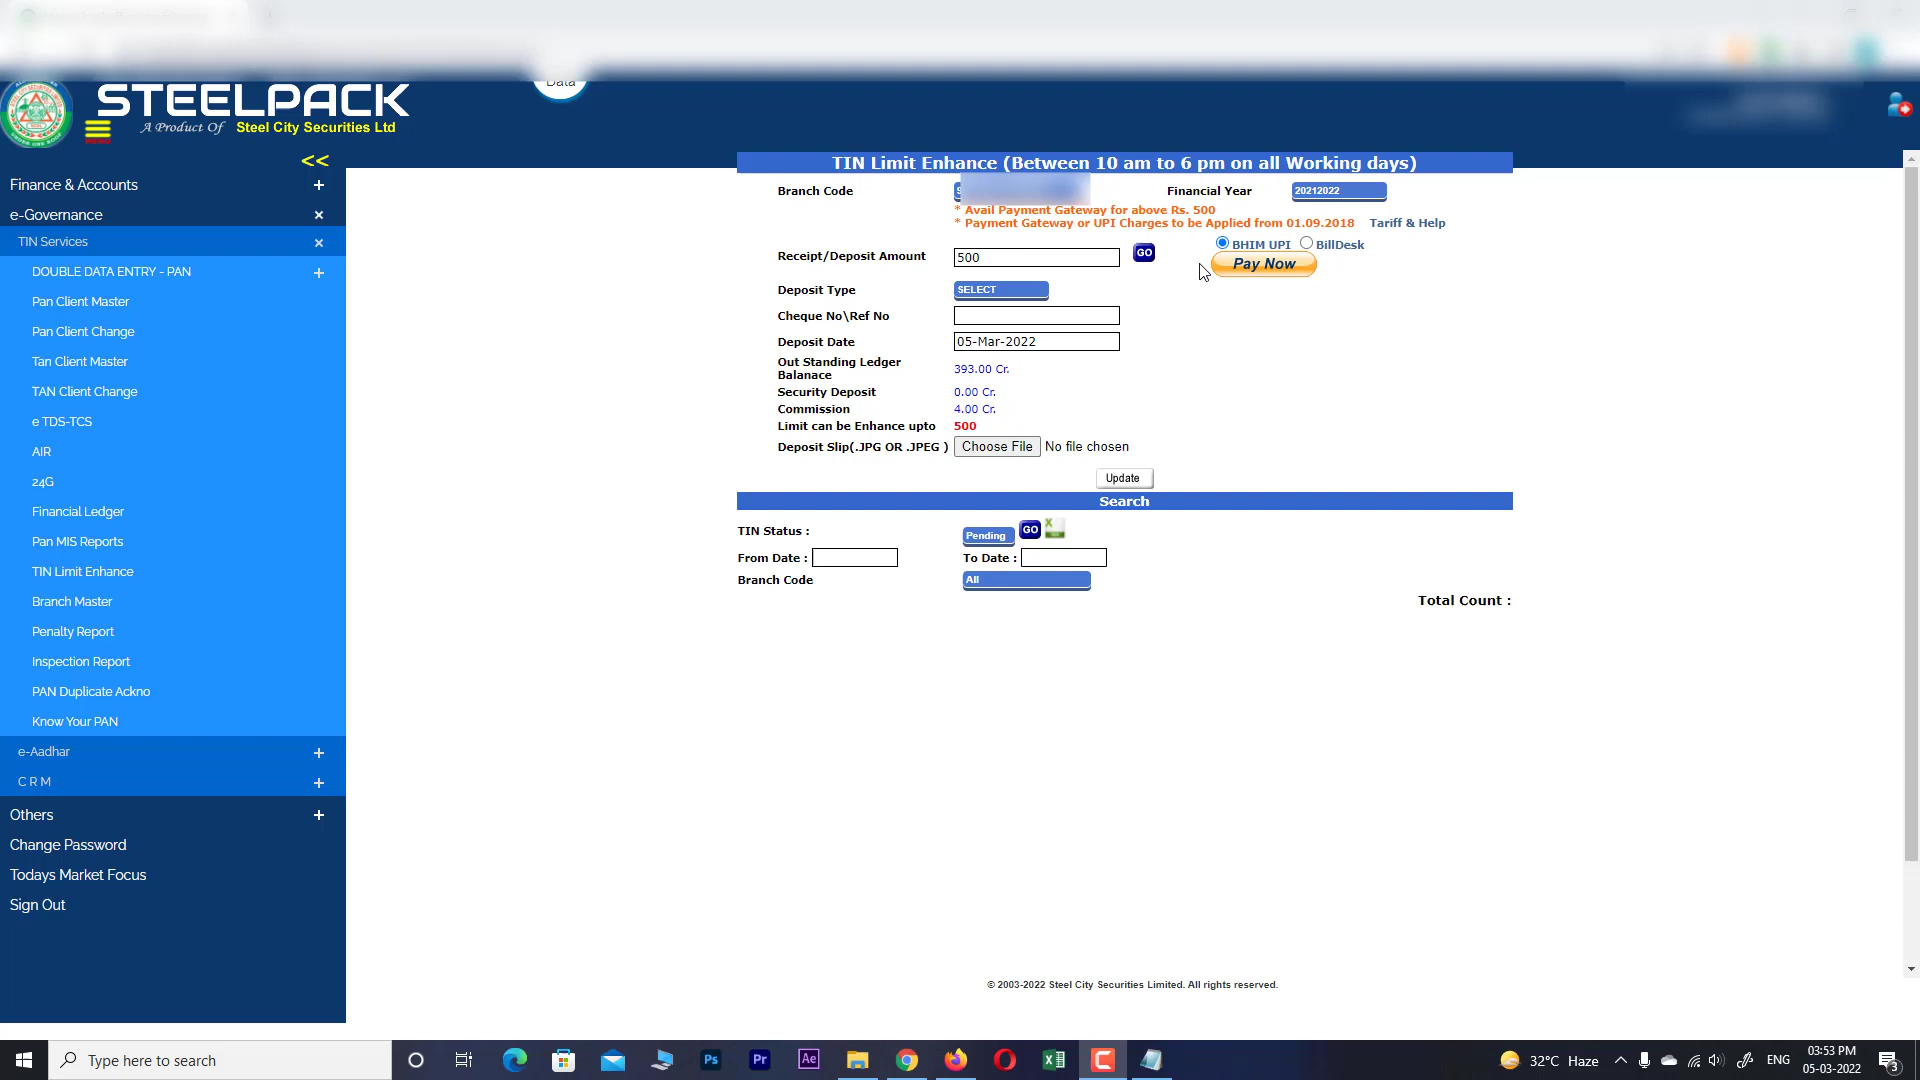 Data
STEELPACK
A Product Of Steel City Securities Ltd
<<
Finance & Accounts +
e-Governance ×
TIN Services ×
DOUBLE DATA ENTRY - PAN +
Pan Client Master
Pan Client Change
Tan Client Master
TAN Client Change
e TDS-TCS
AIR
24G
Financial Ledger
Pan MIS Reports
TIN Limit Enhance
Branch Master
Penalty Report
Inspection Report
PAN Duplicate Ackno
Know Your PAN
e-Aadhar +
C R M +
Others +
Change Password
Todays Market Focus
Sign Out
TIN Limit Enhance (Between 10 am to 6 pm on all Working days)
Branch Code Financial Year 20212022
* Avail Payment Gateway for above Rs. 500
* Payment Gateway or UPI Charges to be Applied from 01.09.2018 Tariff & Help
BHIM UPI BillDesk
Receipt/Deposit Amount 500 GO Pay Now
Deposit Type SELECT
Cheque No\Ref No
Deposit Date 05-Mar-2022
Out Standing Ledger
Balanace 393.00 Cr.
Security Deposit 0.00 Cr.
Commission 4.00 Cr.
Limit can be Enhance upto 500
Deposit Slip(.JPG OR .JPEG ) Choose File No file chosen
Update
Search
TIN Status : Pending GO
From Date : To Date :
Branch Code All
Total Count :
© 2003-2022 Steel City Securities Limited. All rights reserved.
Type here to search Ps Pr Ae 32°C Haze ENG 03:53 PM
05-03-2022 3